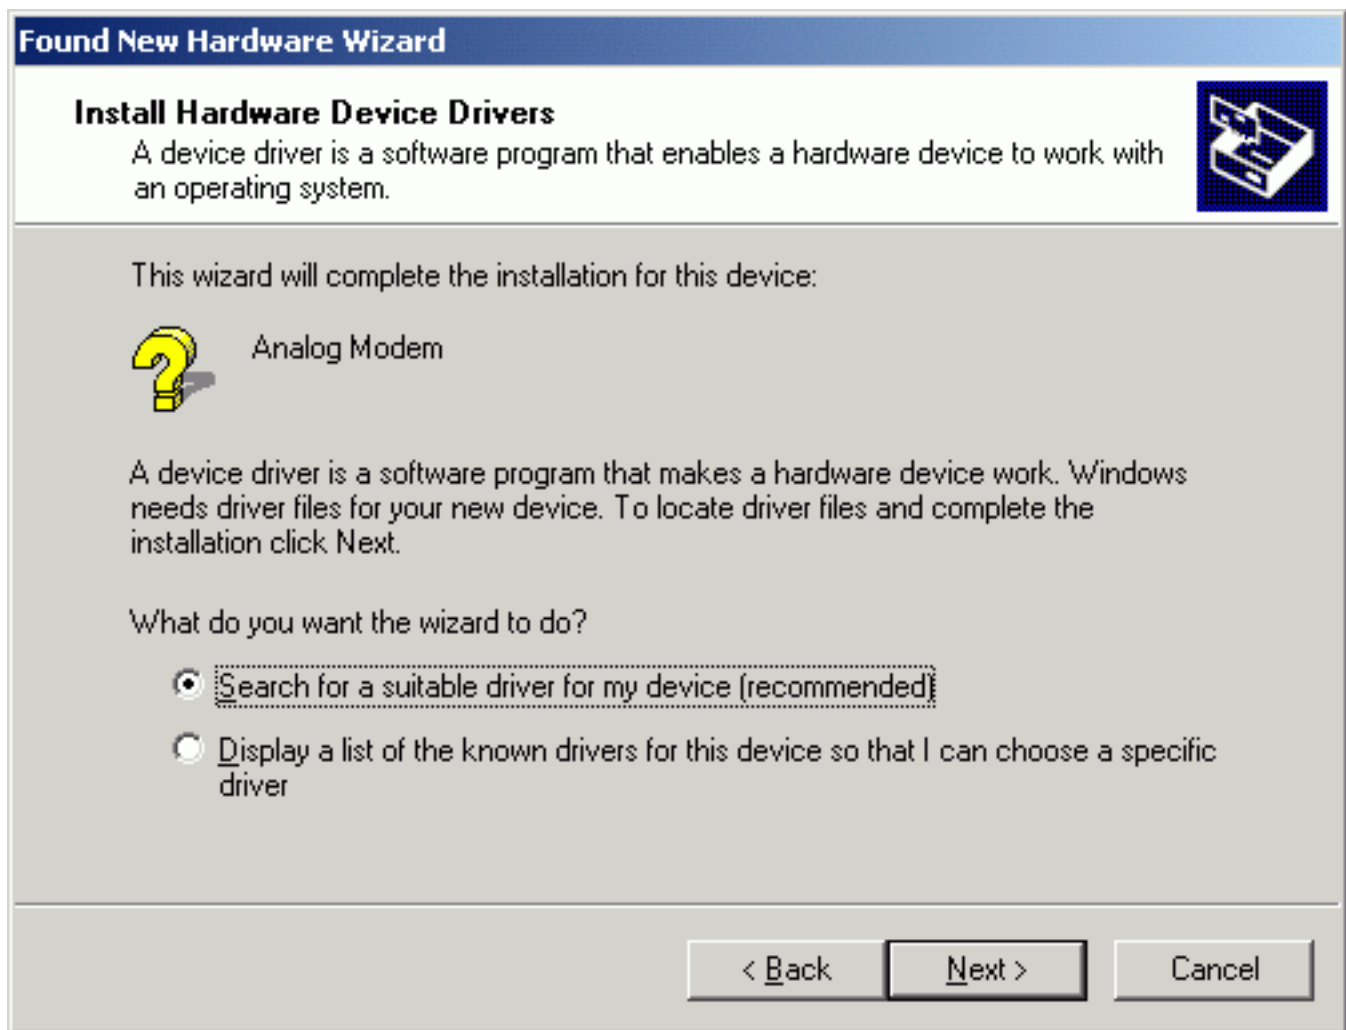 Found New Hardware Wizard
Install Hardware Device Drivers
A device driver is a software program that enables a hardware device to work with
an operating system.
This wizard will complete the installation for this device:
Analog Modem
A device driver is a software program that makes a hardware device work. Windows
needs driver files for your new device. To locate driver files and complete the
installation click Next.
What do you want the wizard to do?
Search for a suitable driver for my device (recommended)
Display a list of the known drivers for this device so that I can choose a specific
driver
< Back Next > Cancel